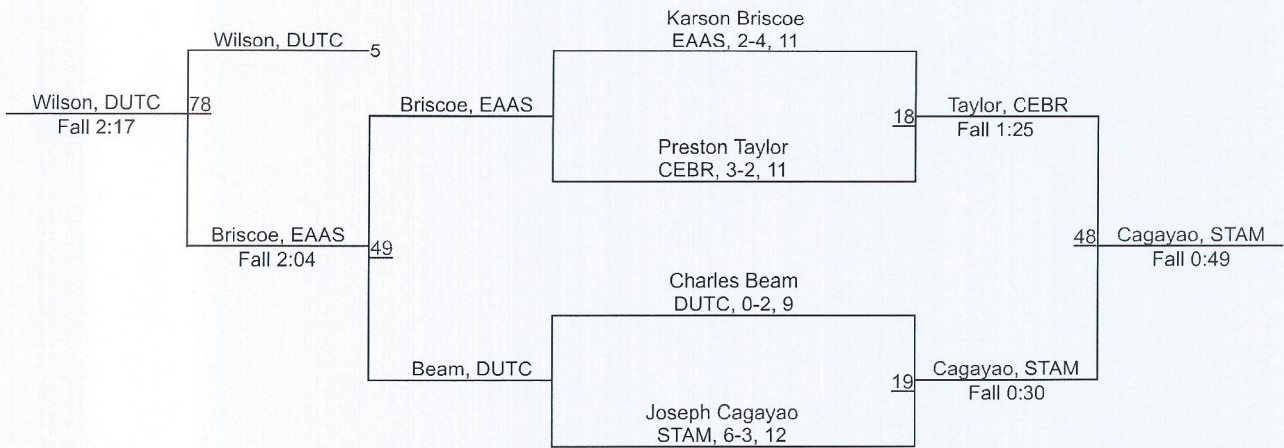 Karson Briscoe
EAAS, 2-4, 11
Wilson, DUTC
5
Wilson, DUTC
78
Fall 2:17
Briscoe, EAAS
18
Taylor, CEBR
Fall 1:25
Preston Taylor
CEBR, 3-2, 11
Briscoe, EAAS
49
Fall 2:04
48
Cagayao, STAM
Fall 0:49
Charles Beam
DUTC, 0-2, 9
Beam, DUTC
19
Cagayao, STAM
Fall 0:30
Joseph Cagayao
STAM, 6-3, 12